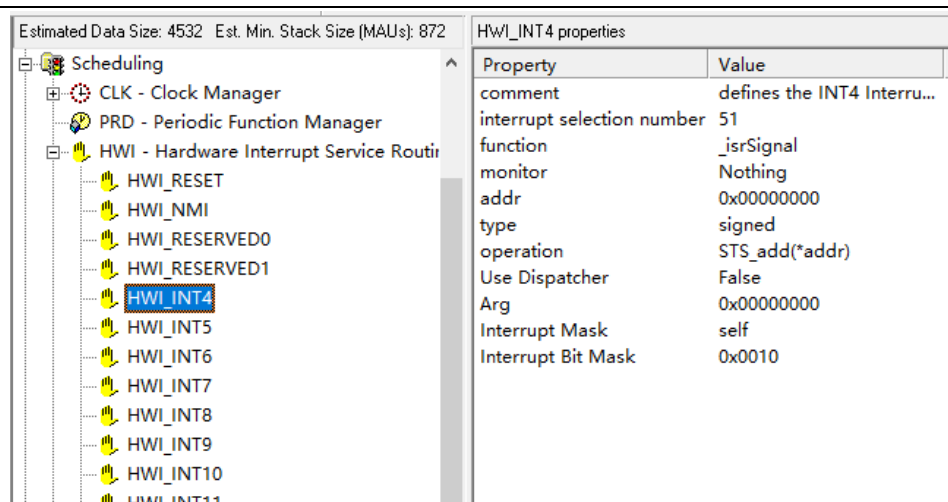 Estimated Data Size: 4532 Est. Min. Stack Size (MAUs): 872
Scheduling
CLK - Clock Manager
PRD - Periodic Function Manager
HWI - Hardware Interrupt Service Routir
HWI_RESET
HWI_NMI
HWI_RESERVED0
HWI_RESERVED1
HWI_INT4
HWI_INT5
HWI_INT6
HWI_INT7
HWI_INT8
HWI_INT9
HWI_INT10
HWI_INT11
HWI_INT4 properties
Property Value
comment defines the INT4 Interru...
interrupt selection number 51
function _isrSignal
monitor Nothing
addr 0x00000000
type signed
operation STS_add(*addr)
Use Dispatcher False
Arg 0x00000000
Interrupt Mask self
Interrupt Bit Mask 0x0010